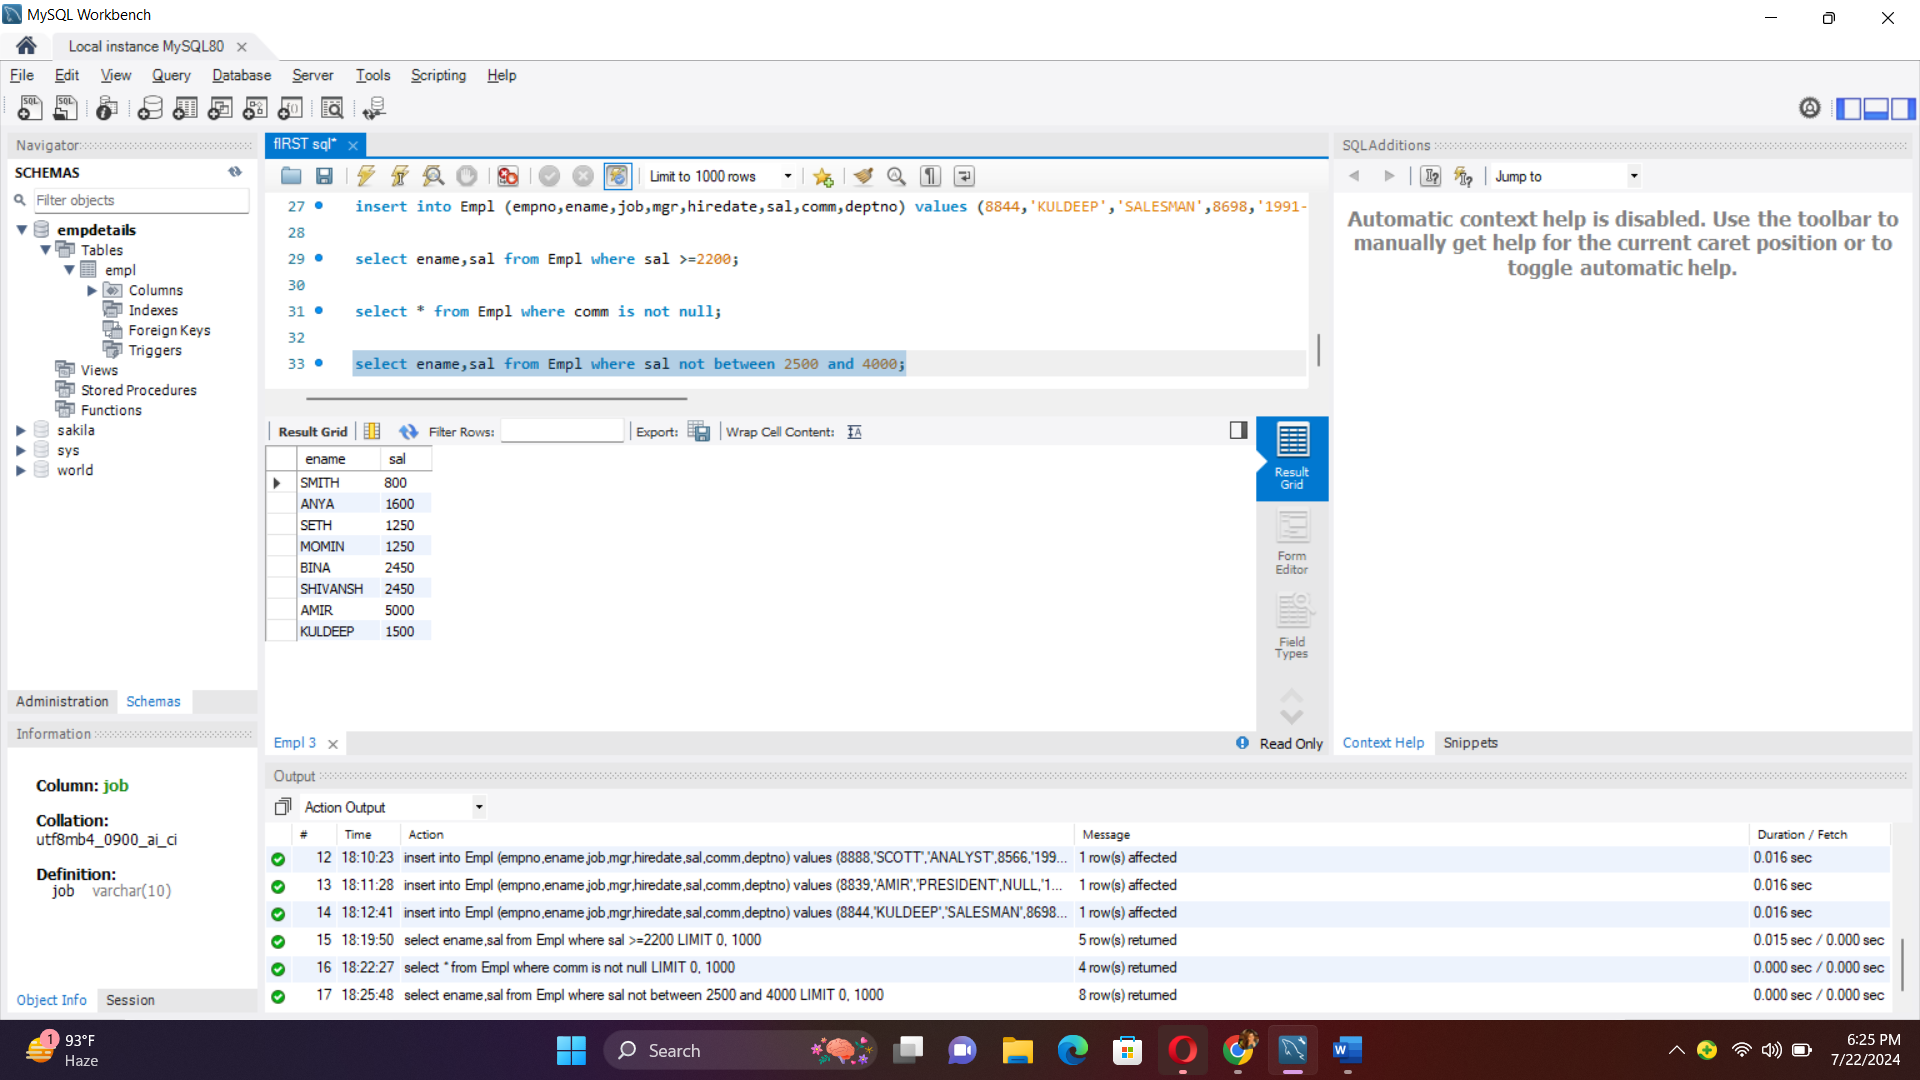 MySQL Workbench
Local instance MySQL80
File Edit View Query Database Server Tools Scripting Help
Navigator
SCHEMAS
Filter objects
empdetails
Tables
empl
Columns
Indexes
Foreign Keys
Triggers
Views
Stored Procedures
Functions
sakila
sys
world
Administration Schemas
Information
Column: job
Collation:
utf8mb4_0900_ai_ci
Definition:
job varchar(10)
Object Info Session
fIRST sql*
Limit to 1000 rows
27 insert into Empl (empno,ename,job,mgr,hiredate,sal,comm,deptno) values (8844,'KULDEEP','SALESMAN',8698,'1991-
28
29 select ename,sal from Empl where sal >=2200;
30
31 select * from Empl where comm is not null;
32
33 select ename,sal from Empl where sal not between 2500 and 4000;
Result Grid Filter Rows: Export: Wrap Cell Content:
ename sal
SMITH 800
ANYA 1600
SETH 1250
MOMIN 1250
BINA 2450
SHIVANSH 2450
AMIR 5000
KULDEEP 1500
Result
Grid
Form
Editor
Field
Types
Empl 3
Read Only
SQLAdditions
Jump to
Automatic context help is disabled. Use the toolbar to
manually get help for the current caret position or to
toggle automatic help.
Context Help Snippets
Output
Action Output
# Time Action Message Duration / Fetch
12 18:10:23 insert into Empl (empno,ename,job,mgr,hiredate,sal,comm,deptno) values (8888,'SCOTT','ANALYST',8566,'199... 1 row(s) affected 0.016 sec
13 18:11:28 insert into Empl (empno,ename,job,mgr,hiredate,sal,comm,deptno) values (8839,'AMIR','PRESIDENT',NULL,'1... 1 row(s) affected 0.016 sec
14 18:12:41 insert into Empl (empno,ename,job,mgr,hiredate,sal,comm,deptno) values (8844,'KULDEEP','SALESMAN',8698... 1 row(s) affected 0.016 sec
15 18:19:50 select ename,sal from Empl where sal >=2200 LIMIT 0, 1000 5 row(s) returned 0.015 sec / 0.000 sec
16 18:22:27 select * from Empl where comm is not null LIMIT 0, 1000 4 row(s) returned 0.000 sec / 0.000 sec
17 18:25:48 select ename,sal from Empl where sal not between 2500 and 4000 LIMIT 0, 1000 8 row(s) returned 0.000 sec / 0.000 sec
1
93°F
Haze
Search
6:25 PM
7/22/2024